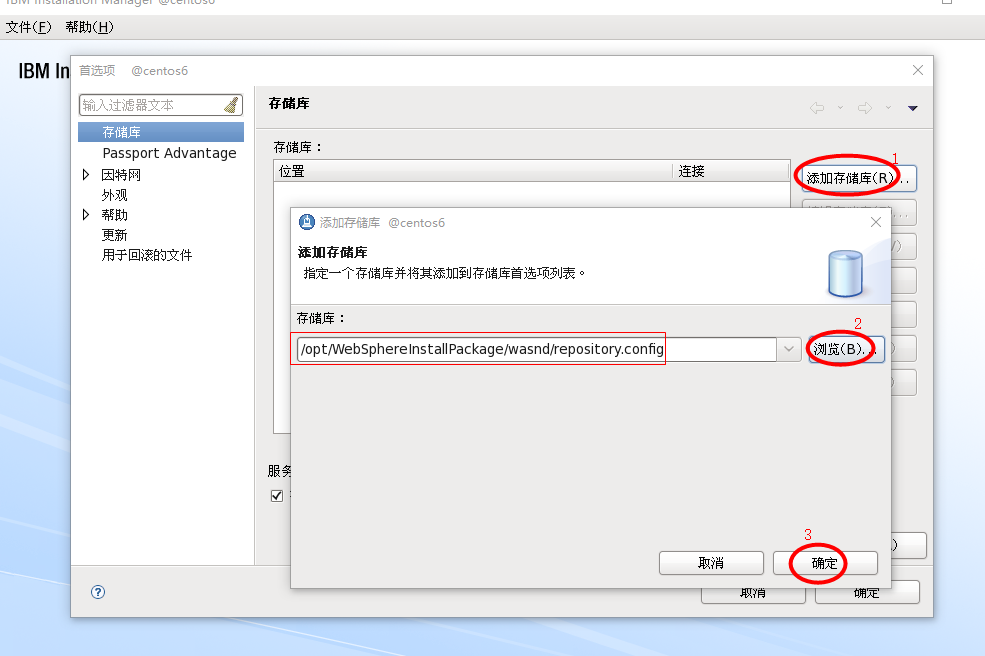 IBM Installation Manager @centos6
文件(F) 帮助(H)
IBM In
首选项 @centos6
输入过滤器文本
存储库
Passport Advantage
因特网
外观
帮助
更新
用于回滚的文件
存储库
存储库：
位置 连接
1
添加存储库(R)...
添加存储库 @centos6
添加存储库
指定一个存储库并将其添加到存储库首选项列表。
存储库：
2
/opt/WebSphereInstallPackage/wasnd/repository.config
浏览(B)...
服务
3
取消 确定
取消 确定